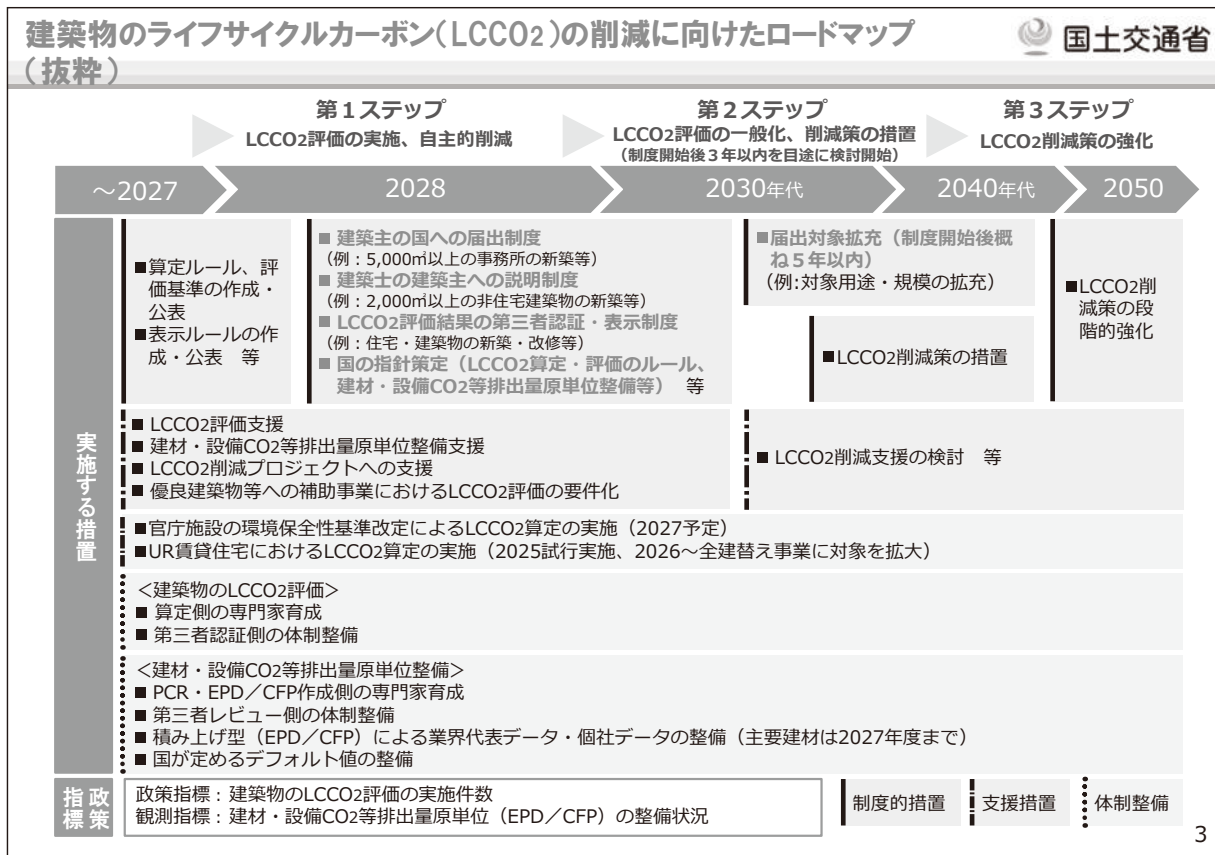 建築物のライフサイクルカーボン(LCCO2)の削減に向けたロードマップ
(抜粋)
国土交通省
第1ステップ
LCCO2評価の実施、自主的削減
第2ステップ
LCCO2評価の一般化、削減策の措置
(制度開始後3年以内を目途に検討開始)
第3ステップ
LCCO2削減策の強化
～2027
2028
2030年代
2040年代
2050
実施する措置
■算定ルール、評
価基準の作成・
公表
■表示ルールの作
成・公表　等
■ 建築主の国への届出制度
(例：5,000㎡以上の事務所の新築等)
■ 建築士の建築主への説明制度
(例：2,000㎡以上の非住宅建築物の新築等)
■ LCCO2評価結果の第三者認証・表示制度
(例：住宅・建築物の新築・改修等)
■ 国の指針策定（LCCO2算定・評価のルール、
建材・設備CO2等排出量原単位整備等）　等
■届出対象拡充（制度開始後概
ね５年以内）
(例:対象用途・規模の拡充)
■LCCO2削減策の措置
■LCCO2削
減策の段
階的強化
■ LCCO2評価支援
■ 建材・設備CO2等排出量原単位整備支援
■ LCCO2削減プロジェクトへの支援
■ 優良建築物等への補助事業におけるLCCO2評価の要件化
■ LCCO2削減支援の検討　等
■官庁施設の環境保全性基準改定によるLCCO2算定の実施（2027予定）
■UR賃貸住宅におけるLCCO2算定の実施（2025試行実施、2026～全建替え事業に対象を拡大）
＜建築物のLCCO2評価＞
■ 算定側の専門家育成
■ 第三者認証側の体制整備
＜建材・設備CO2等排出量原単位整備＞
■ PCR・EPD／CFP作成側の専門家育成
■ 第三者レビュー側の体制整備
■ 積み上げ型（EPD／CFP）による業界代表データ・個社データの整備（主要建材は2027年度まで）
■ 国が定めるデフォルト値の整備
政策指標
政策指標：建築物のLCCO2評価の実施件数
観測指標：建材・設備CO2等排出量原単位（EPD／CFP）の整備状況
制度的措置
支援措置
体制整備
3